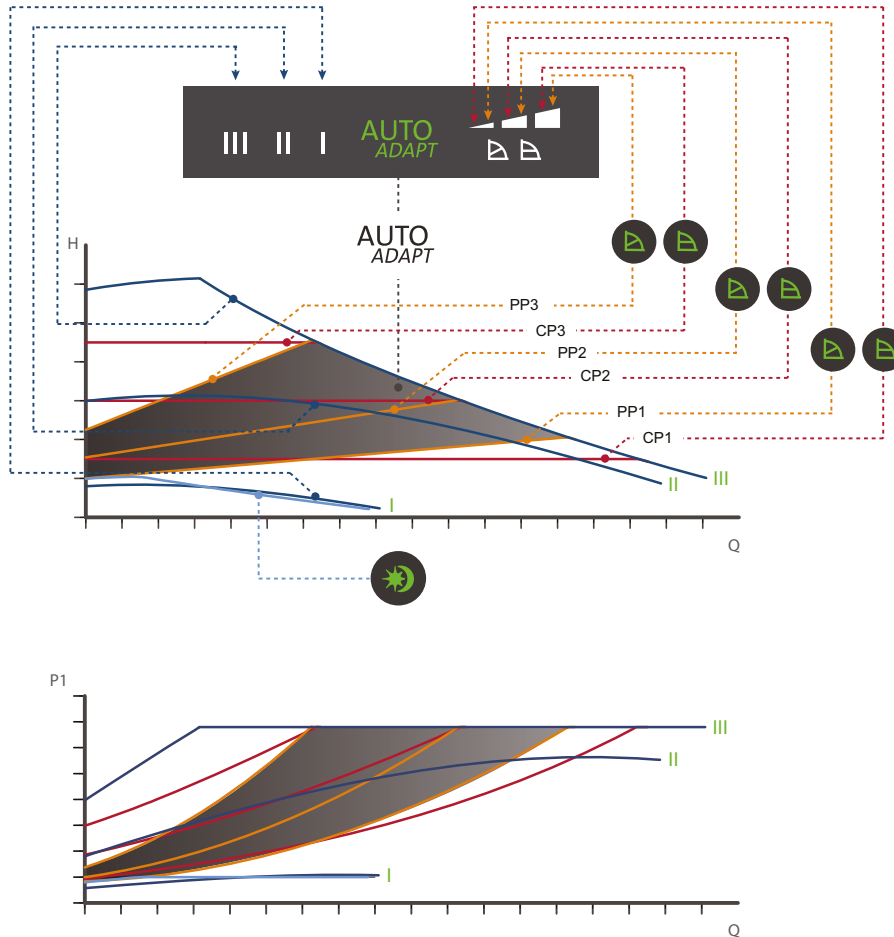 III II I
AUTO
ADAPT
AUTO
ADAPT
H
PP3
CP3
PP2
CP2
PP1
CP1
III
II
I
Q
P1
III
II
I
Q